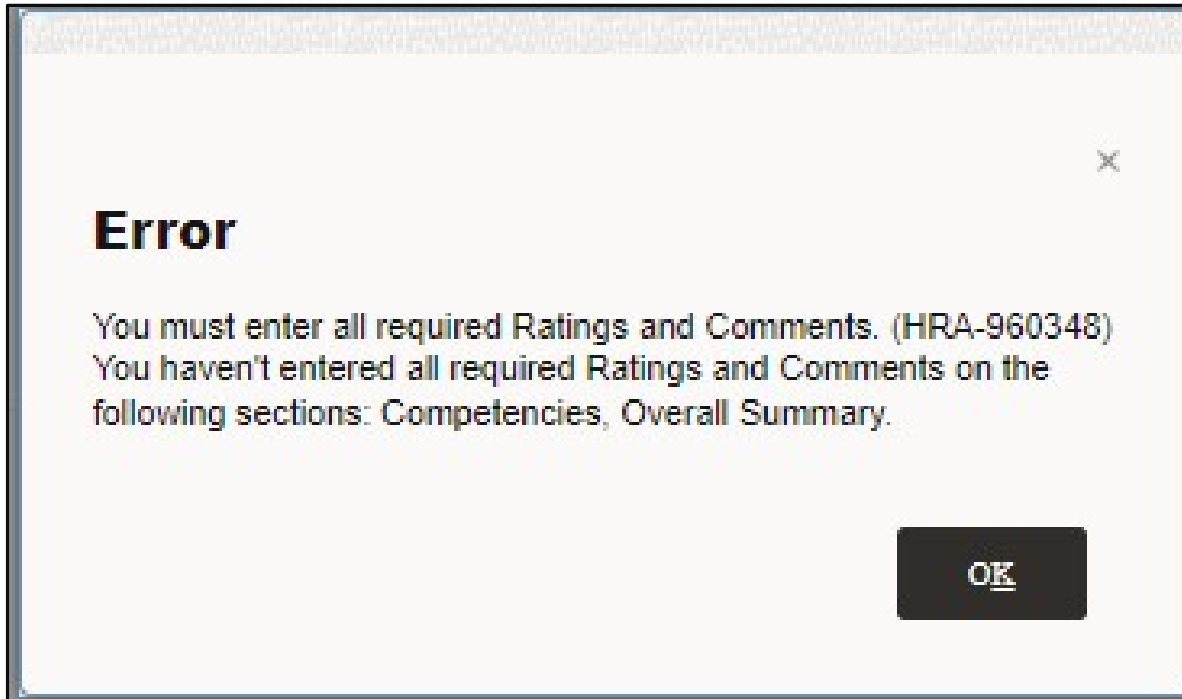 ×
Error
You must enter all required Ratings and Comments. (HRA-960348)
You haven't entered all required Ratings and Comments on the
following sections: Competencies, Overall Summary.
OK